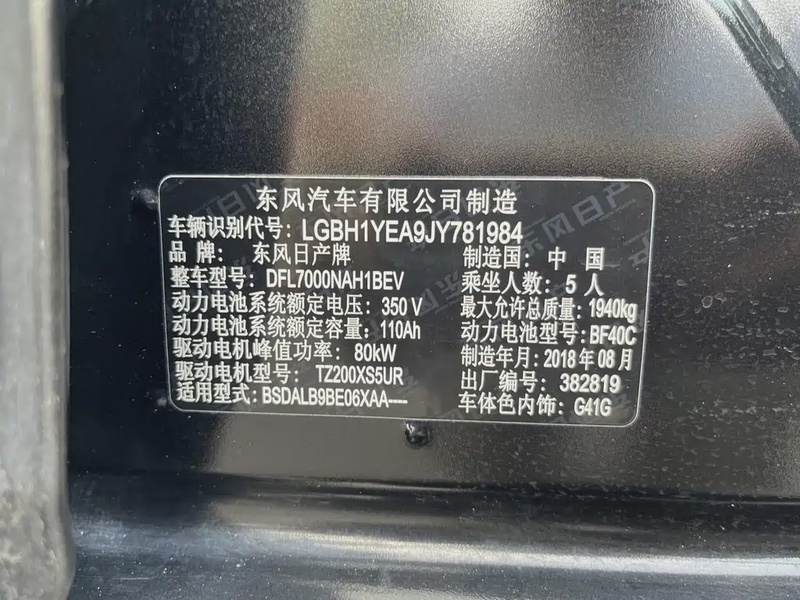 东风汽车有限公司制造
车辆识别代号: LGBH1YEA9JY781984
品 牌: 东风日产牌 制造国: 中 国
整车型号: DFL7000NAH1BEV 乘坐人数: 5 人
动力电池系统额定电压: 350 V 最大允许总质量: 1940kg
动力电池系统额定容量: 110Ah 动力电池型号: BF40C
驱动电机峰值功率: 80kW 制造年月: 2018 年 08 月
驱动电机型号: TZ200XS5UR 出厂编号: 382819
适用型式: BSDALB9BE06XAA---- 车体色内饰: G41G